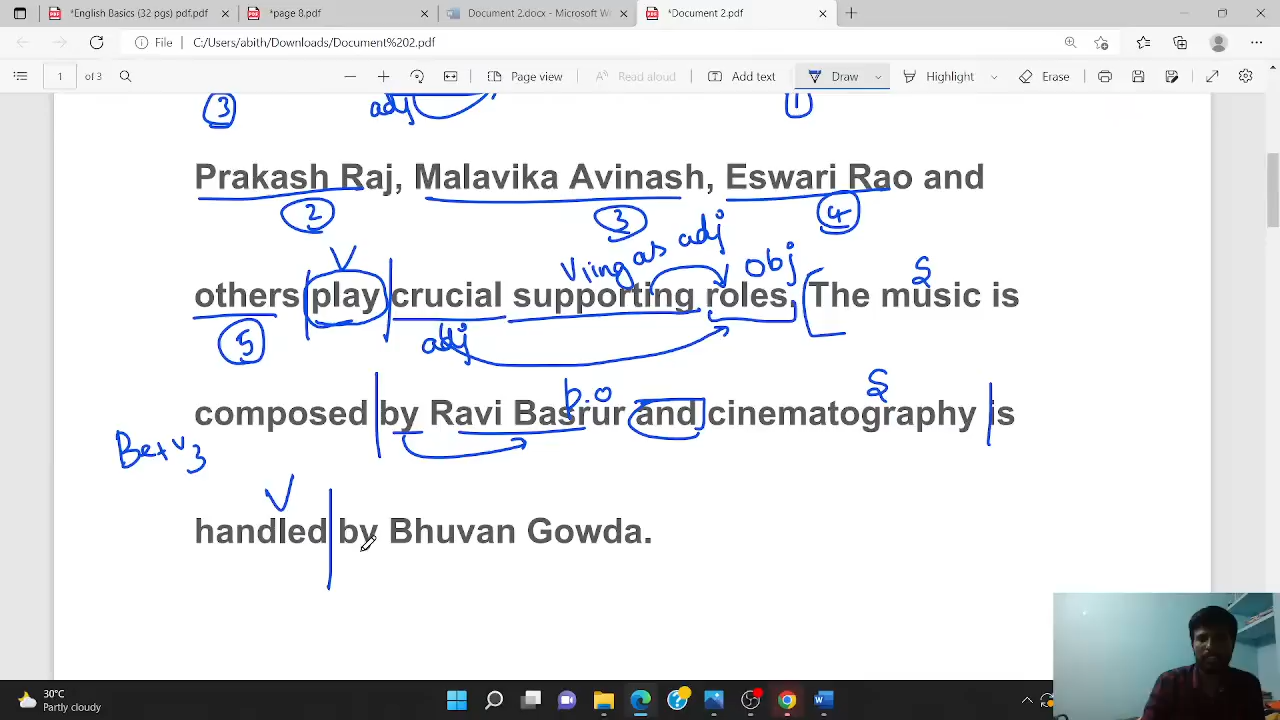 *English Basics (32 pgs) pdf.pdf
*page 8.pdf
Document 2.docx - Microsoft W
*Document 2.pdf
File
C:/Users/abith/Downloads/Document%202.pdf
1 of 3
Page view
Read aloud
Add text
Draw
Highlight
Erase
3 adj 1
Prakash Raj, Malavika Avinash, Eswari Rao and
2 3 4
V V ing as adj obj S
others play crucial supporting roles. The music is
5 adj
p.o S
composed by Ravi Basrur and cinematography is
Be+V3
V
handled by Bhuvan Gowda.
30°C
Partly cloudy